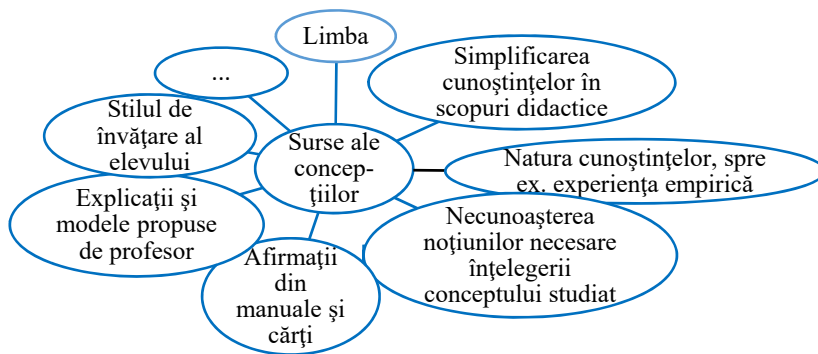 Limba
Simplificarea
cunoştinţelor în
scopuri didactice
...
Stilul de
învăţare al
elevului
Surse ale
concep-
ţiilor
Natura cunoştinţelor, spre
ex. experienţa empirică
Explicaţii şi
modele propuse
de profesor
Necunoaşterea
noţiunilor necesare
înţelegerii
conceptului studiat
Afirmaţii
din
manuale şi
cărţi